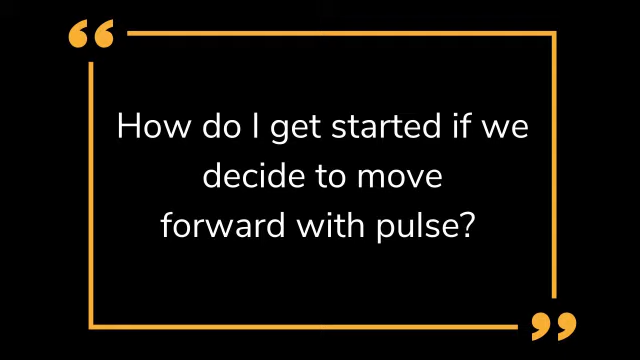 How do I get started if we
decide to move
forward with pulse?